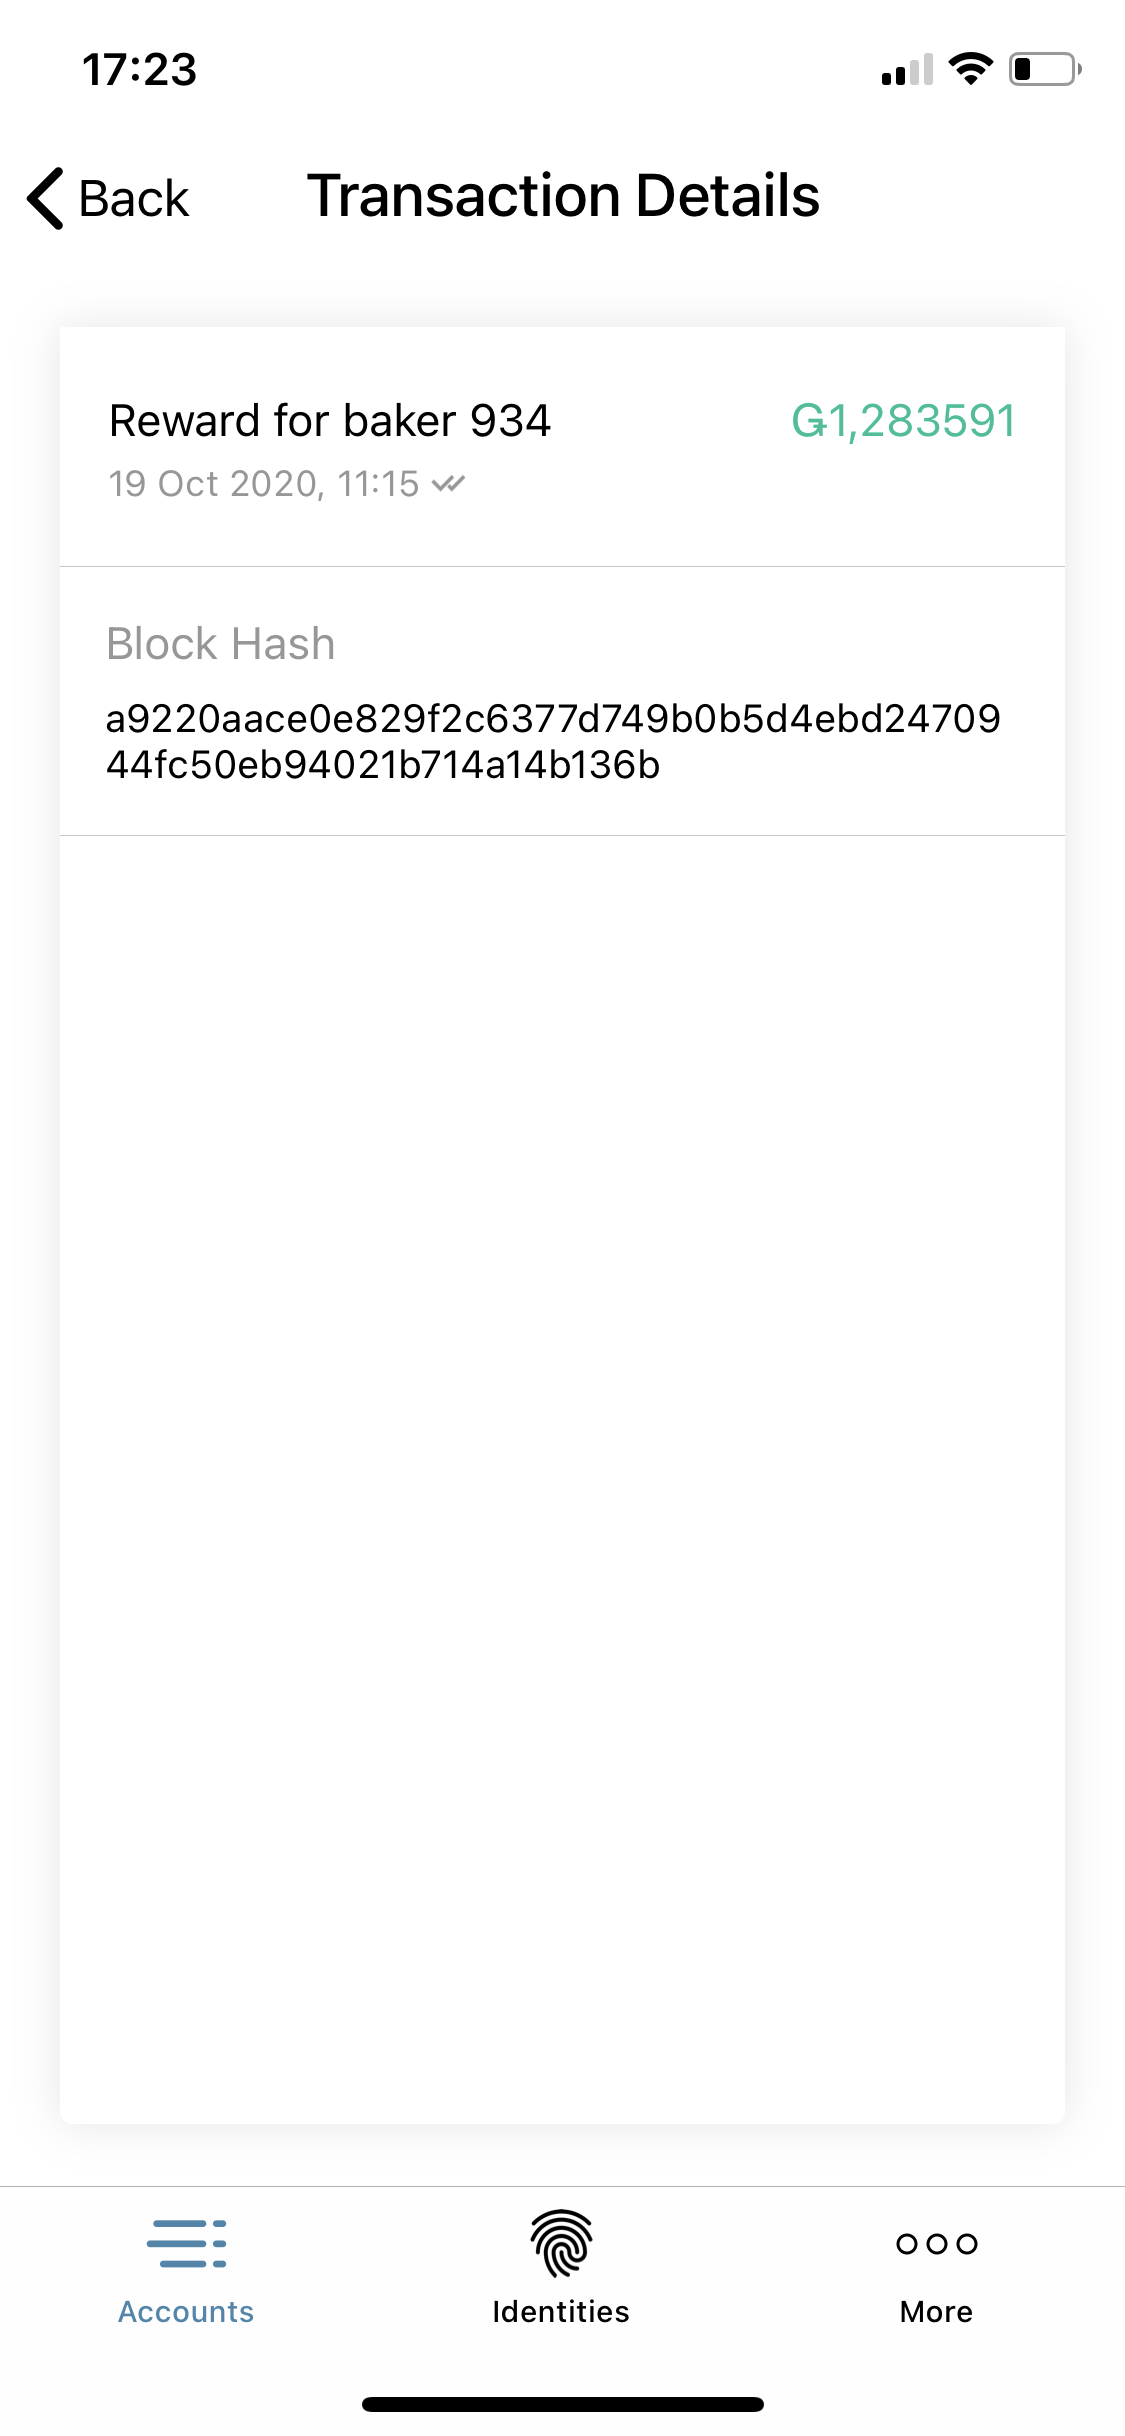 17:23
Back
Transaction Details
Reward for baker 934
Ǥ1,283591
19 Oct 2020, 11:15
Block Hash
a9220aace0e829f2c6377d749b0b5d4ebd24709
44fc50eb94021b714a14b136b
Accounts
Identities
More